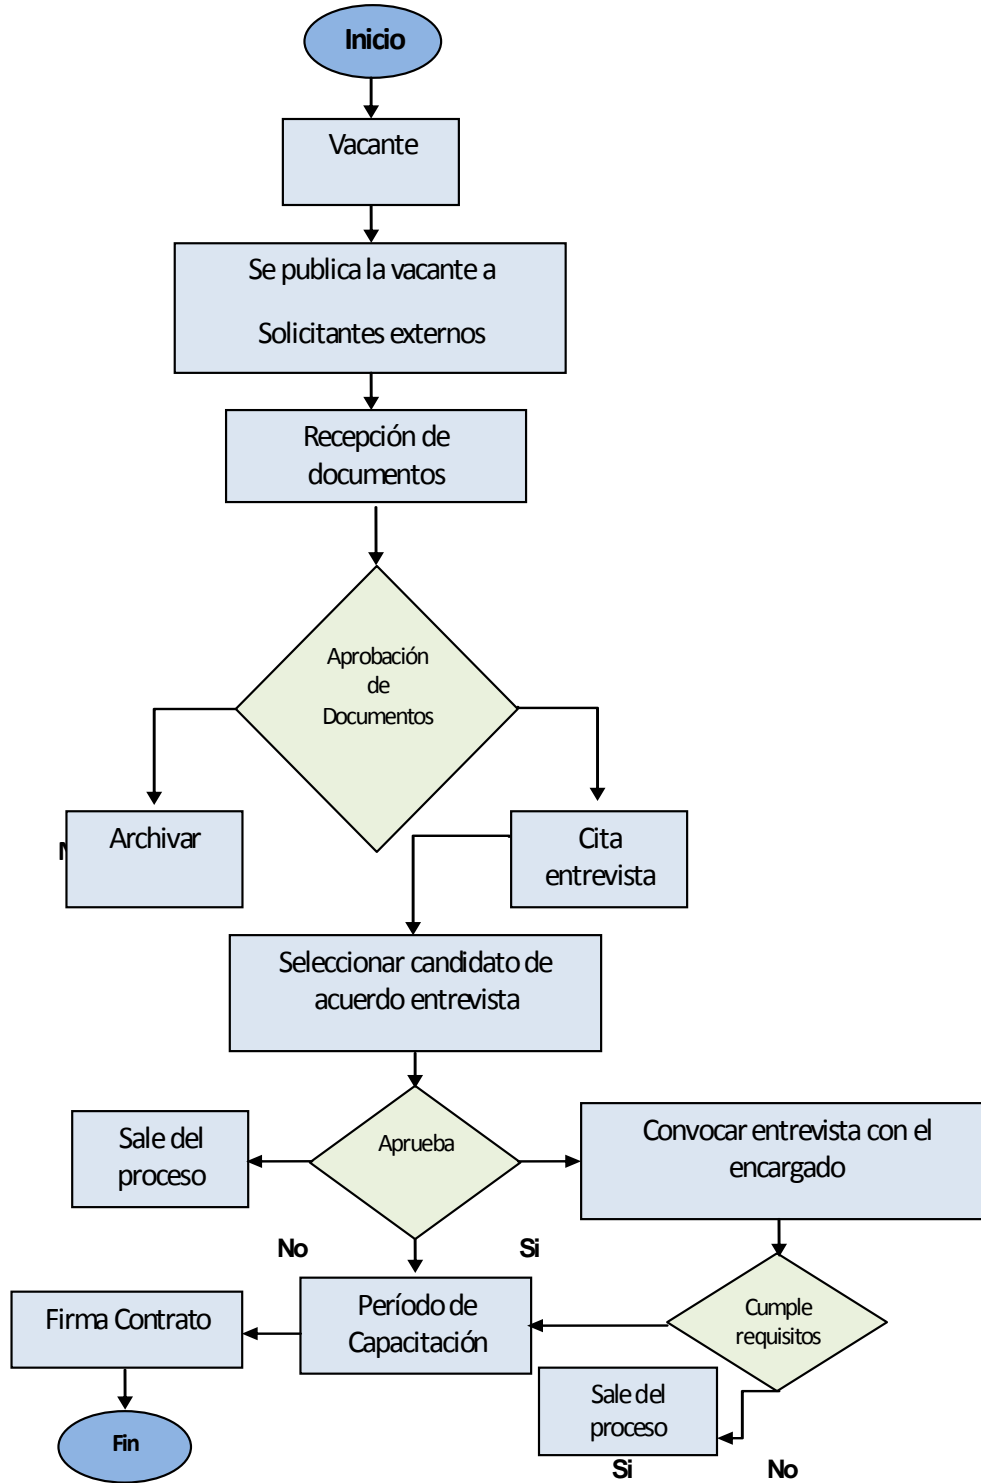 Inicio
Vacante
Se publica la vacante a
Solicitantes externos
Recepción de
documentos
Aprobación
de
Documentos
Archivar
Cita
entrevista
Seleccionar candidato de
acuerdo entrevista
Sale del
proceso
Aprueba
Convocar entrevista con el
encargado
No
Si
Firma Contrato
Período de
Capacitación
Cumple
requisitos
Sale del
proceso
Fin
Si
No